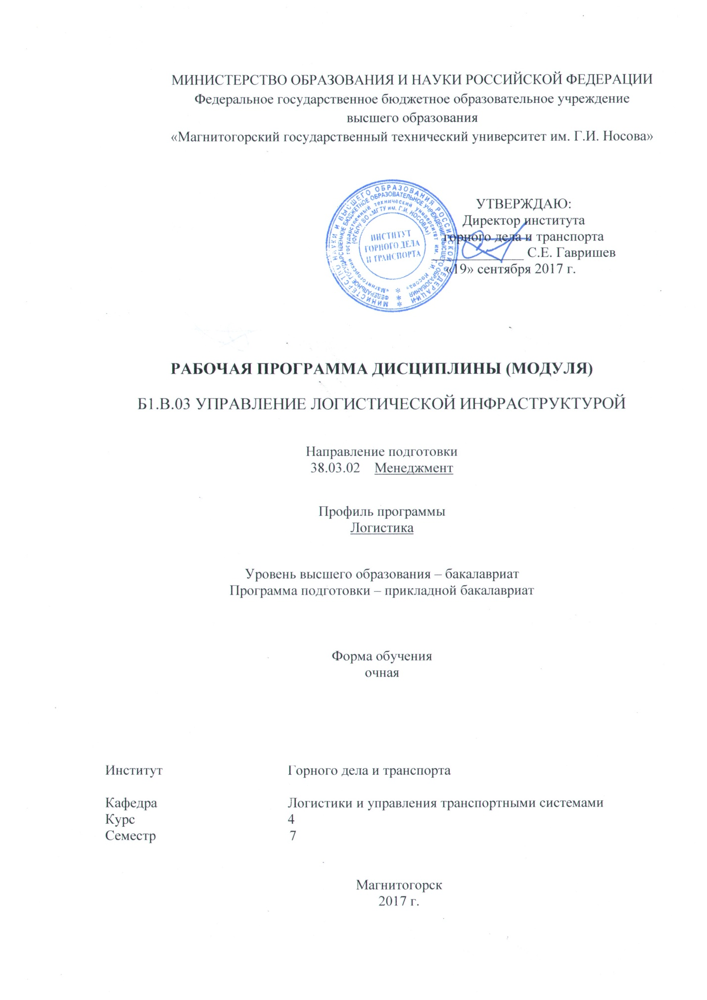 МИНИСТЕРСТВО ОБРАЗОВАНИЯ И НАУКИ РОССИЙСКОЙ ФЕДЕРАЦИИ
Федеральное государственное бюджетное образовательное учреждение
высшего образования
«Магнитогорский государственный технический университет им. Г.И. Носова»
УТВЕРЖДАЮ:
Директор института
горного дела и транспорта
С.Е. Гавришев
«19» сентября 2017 г.
МИНИСТЕРСТВО НАУКИ И ВЫСШЕГО ОБРАЗОВАНИЯ РОССИЙСКОЙ ФЕДЕРАЦИИ
ФЕДЕРАЛЬНОЕ ГОСУДАРСТВЕННОЕ БЮДЖЕТНОЕ ОБРАЗОВАТЕЛЬНОЕ УЧРЕЖДЕНИЕ ВЫСШЕГО ОБРАЗОВАНИЯ
«Магнитогорский государственный технический университет им. Г.И. Носова»
(ФГБОУ ВО «МГТУ им. Г.И. НОСОВА»)
ИНСТИТУТ
ГОРНОГО ДЕЛА
И ТРАНСПОРТА
РАБОЧАЯ ПРОГРАММА ДИСЦИПЛИНЫ (МОДУЛЯ)
Б1.В.03 УПРАВЛЕНИЕ ЛОГИСТИЧЕСКОЙ ИНФРАСТРУКТУРОЙ
Направление подготовки
38.03.02 Менеджмент
Профиль программы
Логистика
Уровень высшего образования – бакалавриат
Программа подготовки – прикладной бакалавриат
Форма обучения
очная
Институт Горного дела и транспорта
Кафедра Логистики и управления транспортными системами
Курс 4
Семестр 7
Магнитогорск
2017 г.